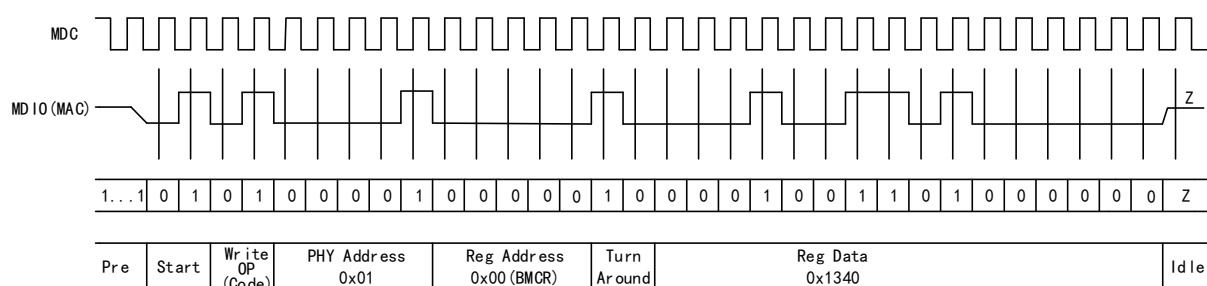 MDC
MDIO(MAC)
Z
1...1 0 1 0 1 0 0 0 0 1 0 0 0 0 0 1 0 0 0 0 1 0 0 1 1 0 1 0 0 0 0 0 0 Z
Pre
Start
Write
OP
(Code)
PHY Address
0x01
Reg Address
0x00(BMCR)
Turn
Around
Reg Data
0x1340
Idle